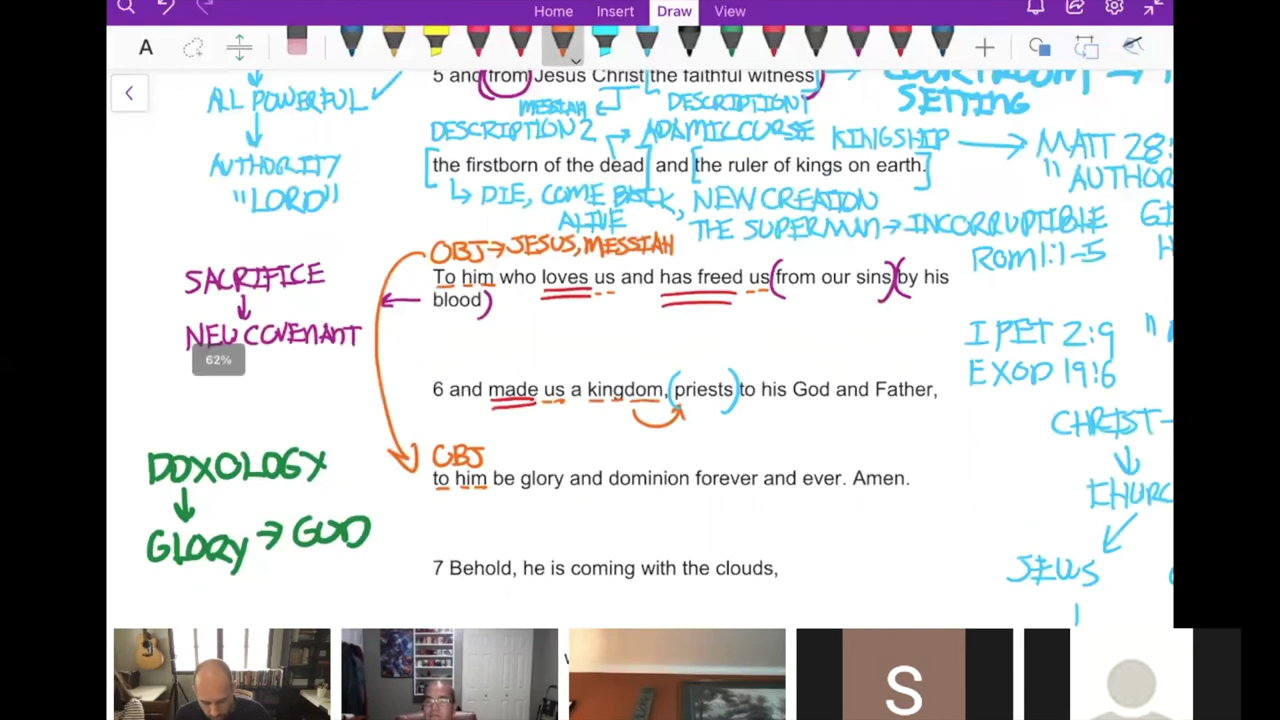 Home Insert Draw View
A
5 and from Jesus Christ the faithful witness
SETTING
ALL POWERFUL
MESSIAH
DESCRIPTION 1
DESCRIPTION 2 → ADAMIC CURSE
KINGSHIP → MATT 28:
"AUTHOR
AUTHORITY
"LORD"
the firstborn of the dead and the ruler of kings on earth.
DIE, COME BACK ALIVE, NEW CREATION
THE SUPERMAN → INCORRUPTIBLE
Rom 1:1-5
OBJ → JESUS, MESSIAH
To him who loves us and has freed us (from our sins)(by his
blood)
SACRIFICE
NEW COVENANT
62%
I PET 2:9
EXOD 19:6
6 and made us a kingdom, (priests) to his God and Father,
CHRIST
OBJ
to him be glory and dominion forever and ever. Amen.
DOXOLOGY
GLORY → GOD
CHURC
JEWS
7 Behold, he is coming with the clouds,
S